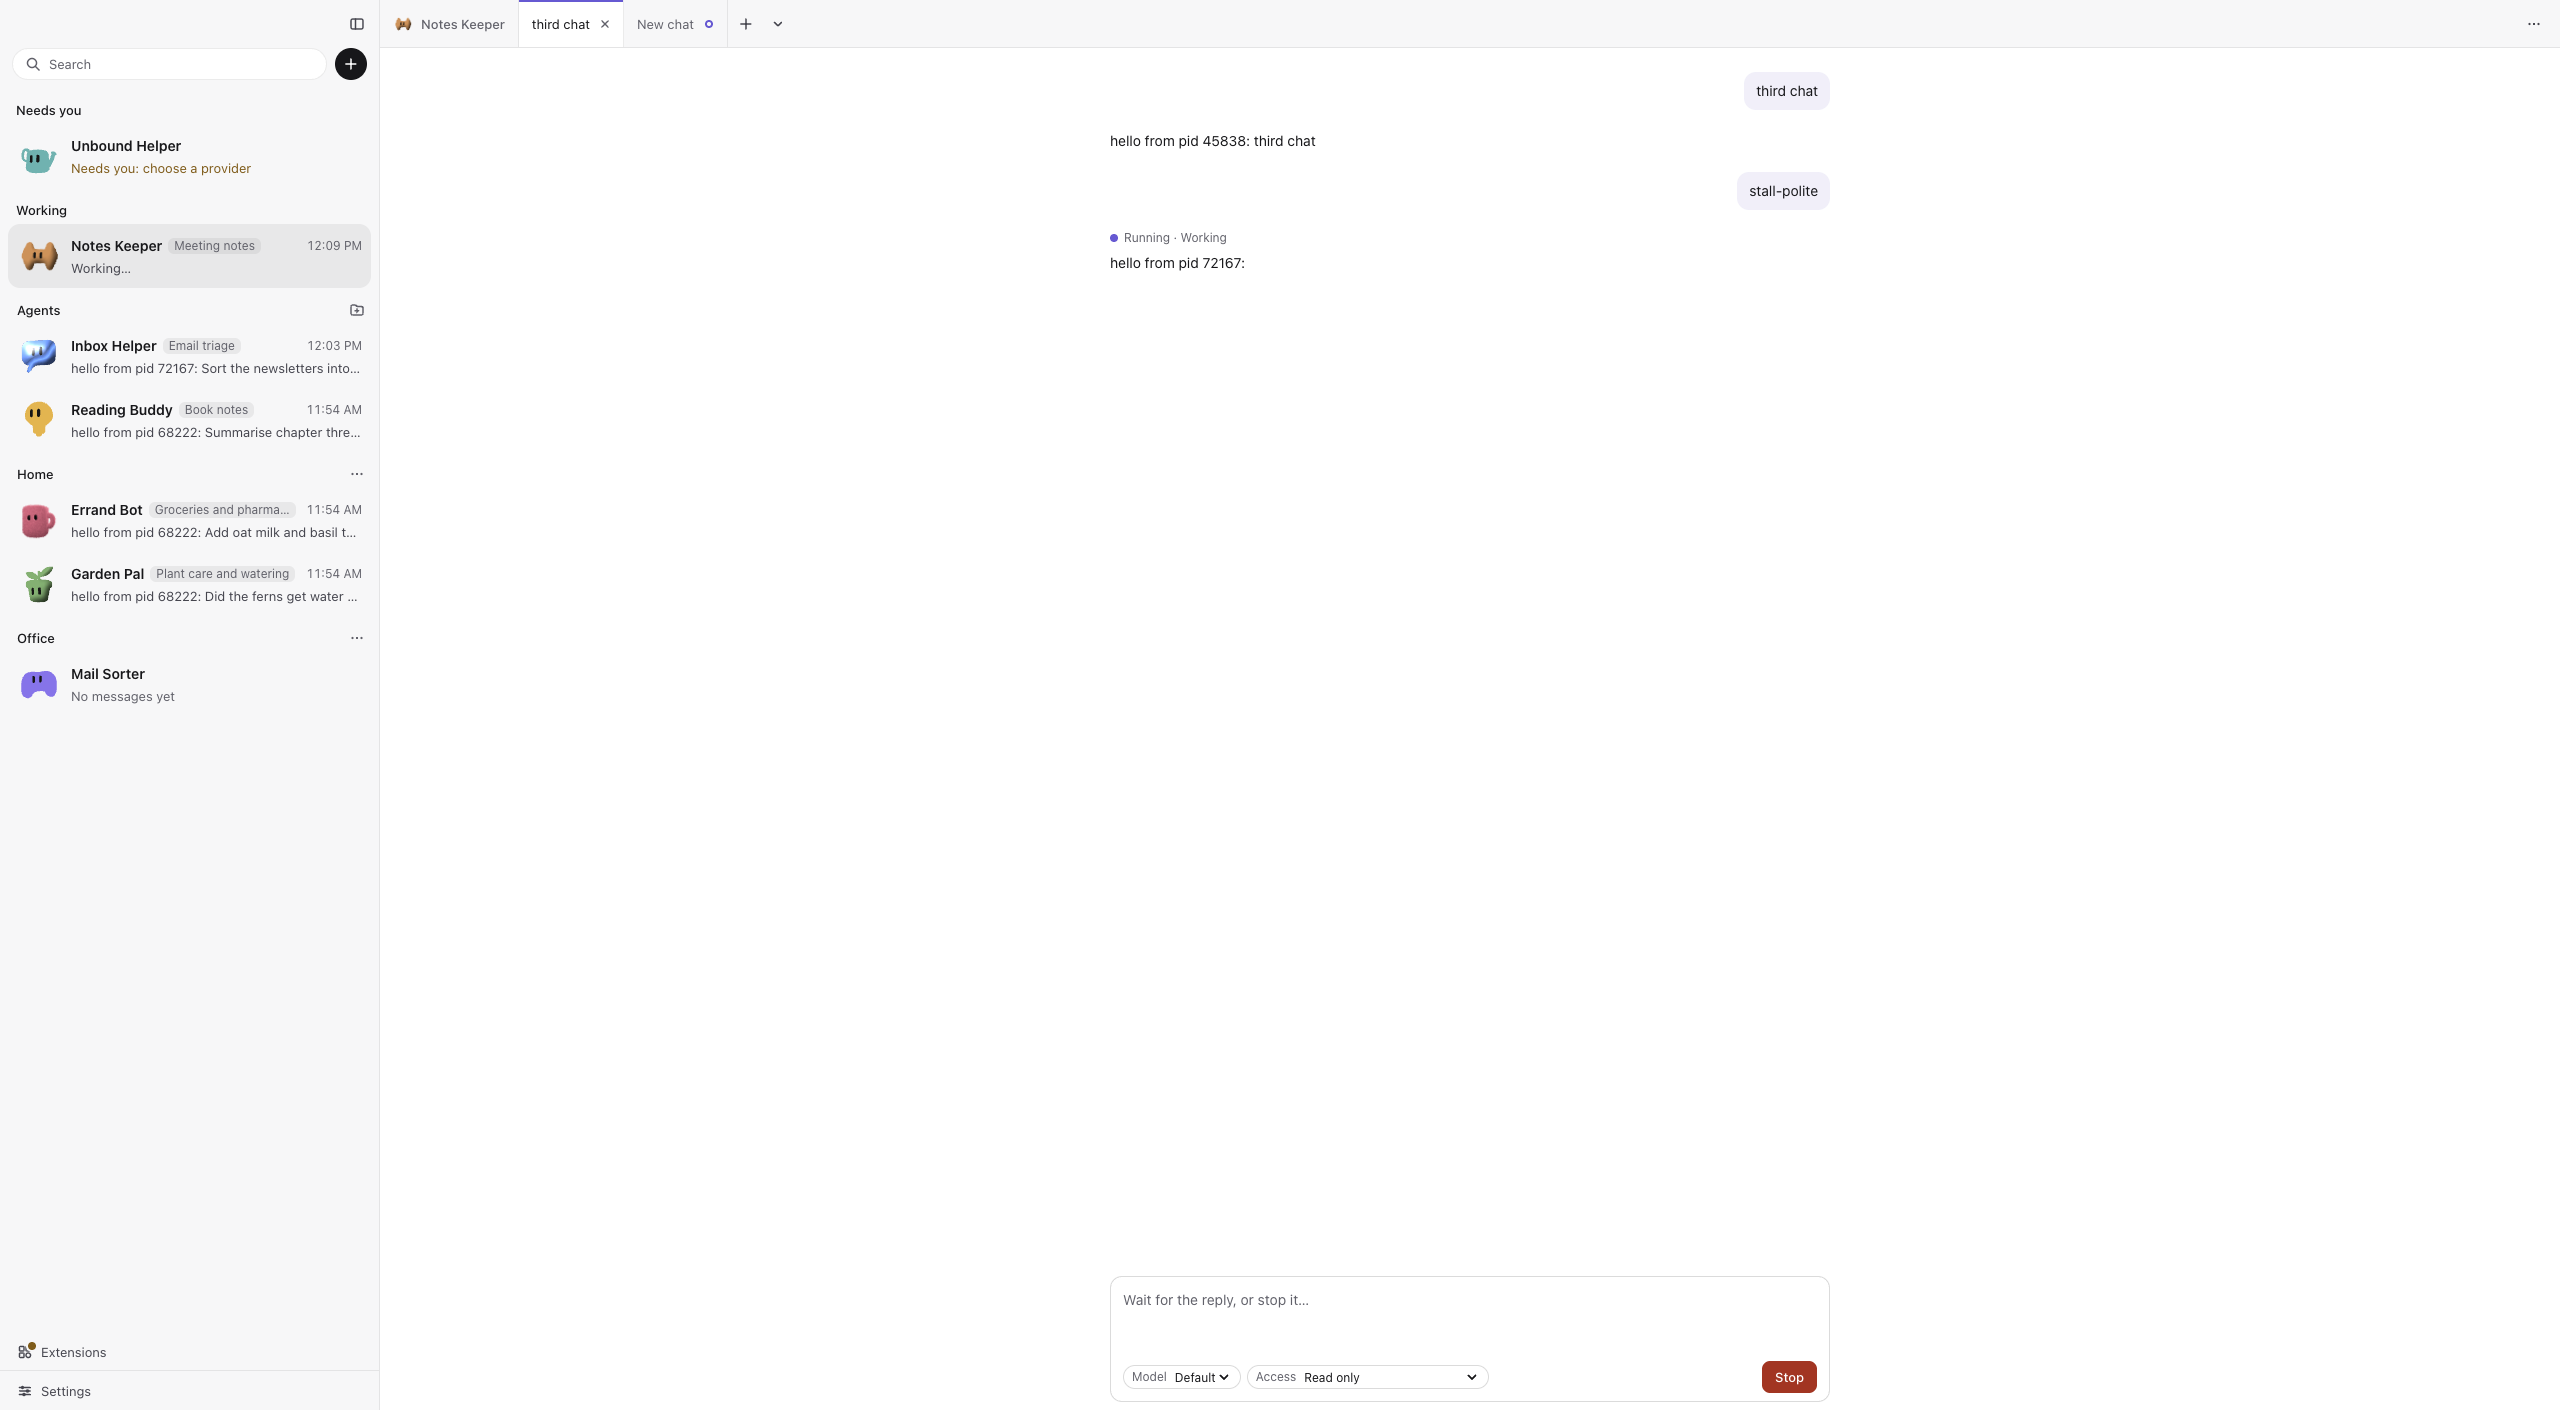 Notes Keeper
third chat
New chat
Search
Needs you
Unbound Helper
Needs you: choose a provider
Working
Notes Keeper Meeting notes 12:09 PM
Working...
Agents
Inbox Helper Email triage 12:03 PM
hello from pid 72167: Sort the newsletters into...
Reading Buddy Book notes 11:54 AM
hello from pid 68222: Summarise chapter thre...
Home
Errand Bot Groceries and pharma... 11:54 AM
hello from pid 68222: Add oat milk and basil t...
Garden Pal Plant care and watering 11:54 AM
hello from pid 68222: Did the ferns get water ...
Office
Mail Sorter
No messages yet
Extensions
Settings
third chat
hello from pid 45838: third chat
stall-polite
Running · Working
hello from pid 72167:
Wait for the reply, or stop it...
Model Default Access Read only Stop